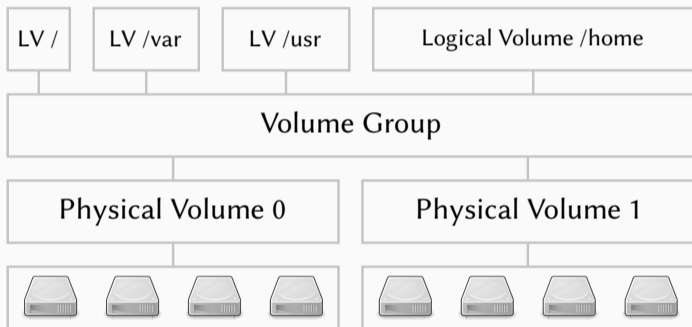 LV /
LV /var
LV /usr
Logical Volume /home
Volume Group
Physical Volume 0
Physical Volume 1